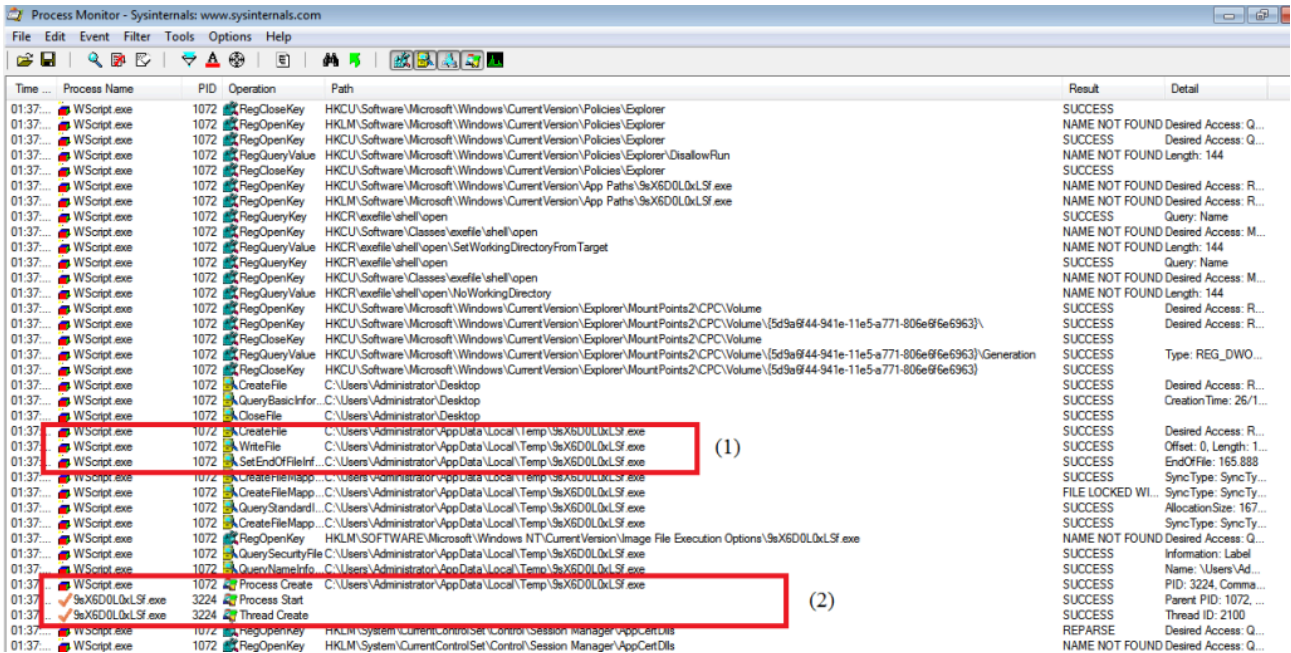 Process Monitor - Sysinternals: www.sysinternals.com
File Edit Event Filter Tools Options Help
Time ... Process Name PID Operation Path Result Detail
01:37:... WScript.exe 1072 RegCloseKey HKCU\Software\Microsoft\Windows\CurrentVersion\Policies\Explorer SUCCESS
01:37:... WScript.exe 1072 RegOpenKey HKLM\Software\Microsoft\Windows\CurrentVersion\Policies\Explorer NAME NOT FOUND Desired Access: Q...
01:37:... WScript.exe 1072 RegOpenKey HKCU\Software\Microsoft\Windows\CurrentVersion\Policies\Explorer SUCCESS Desired Access: Q...
01:37:... WScript.exe 1072 RegQueryValue HKCU\Software\Microsoft\Windows\CurrentVersion\Policies\Explorer\DisallowRun NAME NOT FOUND Length: 144
01:37:... WScript.exe 1072 RegCloseKey HKCU\Software\Microsoft\Windows\CurrentVersion\Policies\Explorer SUCCESS
01:37:... WScript.exe 1072 RegOpenKey HKCU\Software\Microsoft\Windows\CurrentVersion\App Paths\9sX6D0L0xLSf.exe NAME NOT FOUND Desired Access: R...
01:37:... WScript.exe 1072 RegOpenKey HKLM\Software\Microsoft\Windows\CurrentVersion\App Paths\9sX6D0L0xLSf.exe NAME NOT FOUND Desired Access: R...
01:37:... WScript.exe 1072 RegQueryKey HKCR\exefile\shell\open SUCCESS Query: Name
01:37:... WScript.exe 1072 RegOpenKey HKCU\Software\Classes\exefile\shell\open NAME NOT FOUND Desired Access: M...
01:37:... WScript.exe 1072 RegQueryValue HKCR\exefile\shell\open\SetWorkingDirectoryFromTarget NAME NOT FOUND Length: 144
01:37:... WScript.exe 1072 RegQueryKey HKCR\exefile\shell\open SUCCESS Query: Name
01:37:... WScript.exe 1072 RegOpenKey HKCU\Software\Classes\exefile\shell\open NAME NOT FOUND Desired Access: M...
01:37:... WScript.exe 1072 RegQueryValue HKCR\exefile\shell\open\NoWorkingDirectory NAME NOT FOUND Length: 144
01:37:... WScript.exe 1072 RegOpenKey HKCU\Software\Microsoft\Windows\CurrentVersion\Explorer\MountPoints2\CPC\Volume SUCCESS Desired Access: R...
01:37:... WScript.exe 1072 RegOpenKey HKCU\Software\Microsoft\Windows\CurrentVersion\Explorer\MountPoints2\CPC\Volume\{5d9a6f44-941e-11e5-a771-806e6f6e6963}\ SUCCESS Desired Access: R...
01:37:... WScript.exe 1072 RegCloseKey HKCU\Software\Microsoft\Windows\CurrentVersion\Explorer\MountPoints2\CPC\Volume SUCCESS
01:37:... WScript.exe 1072 RegQueryValue HKCU\Software\Microsoft\Windows\CurrentVersion\Explorer\MountPoints2\CPC\Volume\{5d9a6f44-941e-11e5-a771-806e6f6e6963}\Generation SUCCESS Type: REG_DWO...
01:37:... WScript.exe 1072 RegCloseKey HKCU\Software\Microsoft\Windows\CurrentVersion\Explorer\MountPoints2\CPC\Volume\{5d9a6f44-941e-11e5-a771-806e6f6e6963} SUCCESS
01:37:... WScript.exe 1072 CreateFile C:\Users\Administrator\Desktop SUCCESS Desired Access: R...
01:37:... WScript.exe 1072 QueryBasicInfor...C:\Users\Administrator\Desktop SUCCESS CreationTime: 26/1...
01:37:... WScript.exe 1072 CloseFile C:\Users\Administrator\Desktop SUCCESS
01:37:... WScript.exe 1072 CreateFile C:\Users\Administrator\AppData\Local\Temp\9sX6D0L0xLSf.exe SUCCESS Desired Access: R...
01:37:... WScript.exe 1072 WriteFile C:\Users\Administrator\AppData\Local\Temp\9sX6D0L0xLSf.exe (1) SUCCESS Offset: 0, Length: 1...
01:37:... WScript.exe 1072 SetEndOfFileInf...C:\Users\Administrator\AppData\Local\Temp\9sX6D0L0xLSf.exe SUCCESS EndOfFile: 165.888
01:37:... WScript.exe 1072 CreateFileMapp...C:\Users\Administrator\AppData\Local\Temp\9sX6D0L0xLSf.exe SUCCESS SyncType: SyncTy...
01:37:... WScript.exe 1072 CreateFileMapp...C:\Users\Administrator\AppData\Local\Temp\9sX6D0L0xLSf.exe FILE LOCKED WI... SyncType: SyncTy...
01:37:... WScript.exe 1072 QueryStandardI...C:\Users\Administrator\AppData\Local\Temp\9sX6D0L0xLSf.exe SUCCESS AllocationSize: 167...
01:37:... WScript.exe 1072 CreateFileMapp...C:\Users\Administrator\AppData\Local\Temp\9sX6D0L0xLSf.exe SUCCESS SyncType: SyncTy...
01:37:... WScript.exe 1072 RegOpenKey HKLM\SOFTWARE\Microsoft\Windows NT\CurrentVersion\Image File Execution Options\9sX6D0L0xLSf.exe NAME NOT FOUND Desired Access: Q...
01:37:... WScript.exe 1072 QuerySecurityFile C:\Users\Administrator\AppData\Local\Temp\9sX6D0L0xLSf.exe SUCCESS Information: Label
01:37:... WScript.exe 1072 QueryNameInfo...C:\Users\Administrator\AppData\Local\Temp\9sX6D0L0xLSf.exe SUCCESS Name: \Users\Ad...
01:37:... WScript.exe 1072 Process Create C:\Users\Administrator\AppData\Local\Temp\9sX6D0L0xLSf.exe SUCCESS PID: 3224, Comma...
01:37:... 9sX6D0L0xLSf.exe 3224 Process Start (2) SUCCESS Parent PID: 1072, ...
01:37:... 9sX6D0L0xLSf.exe 3224 Thread Create SUCCESS Thread ID: 2100
01:37:... WScript.exe 1072 RegOpenKey HKLM\System\CurrentControlSet\Control\Session Manager\AppCertDlls REPARSE Desired Access: Q...
01:37:... WScript.exe 1072 RegOpenKey HKLM\System\CurrentControlSet\Control\Session Manager\AppCertDlls NAME NOT FOUND Desired Access: Q...